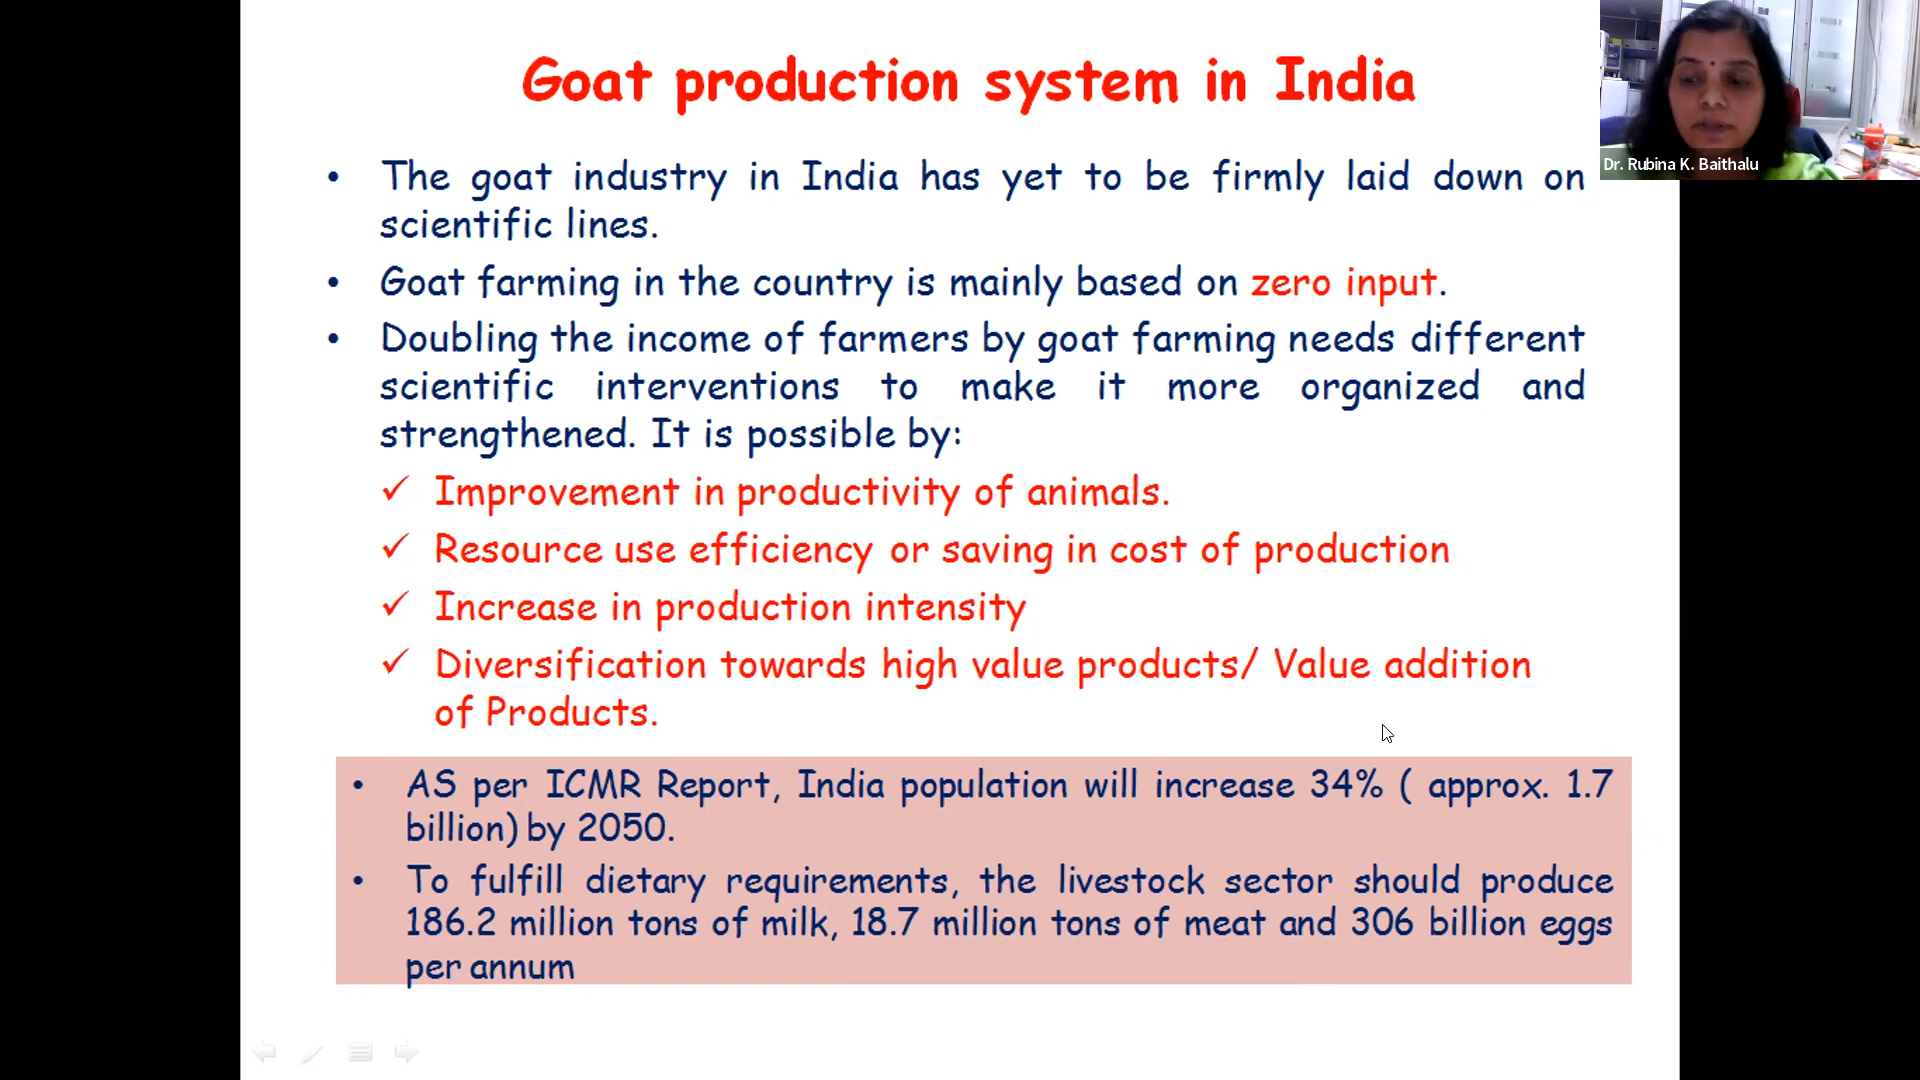 Goat production system in India
Dr. Rubina K. Baithalu
• The goat industry in India has yet to be firmly laid down on
scientific lines.
• Goat farming in the country is mainly based on zero input.
• Doubling the income of farmers by goat farming needs different
scientific interventions to make it more organized and
strengthened. It is possible by:
✓ Improvement in productivity of animals.
✓ Resource use efficiency or saving in cost of production
✓ Increase in production intensity
✓ Diversification towards high value products/ Value addition
of Products.
• AS per ICMR Report, India population will increase 34% ( approx. 1.7
billion) by 2050.
• To fulfill dietary requirements, the livestock sector should produce
186.2 million tons of milk, 18.7 million tons of meat and 306 billion eggs
per annum